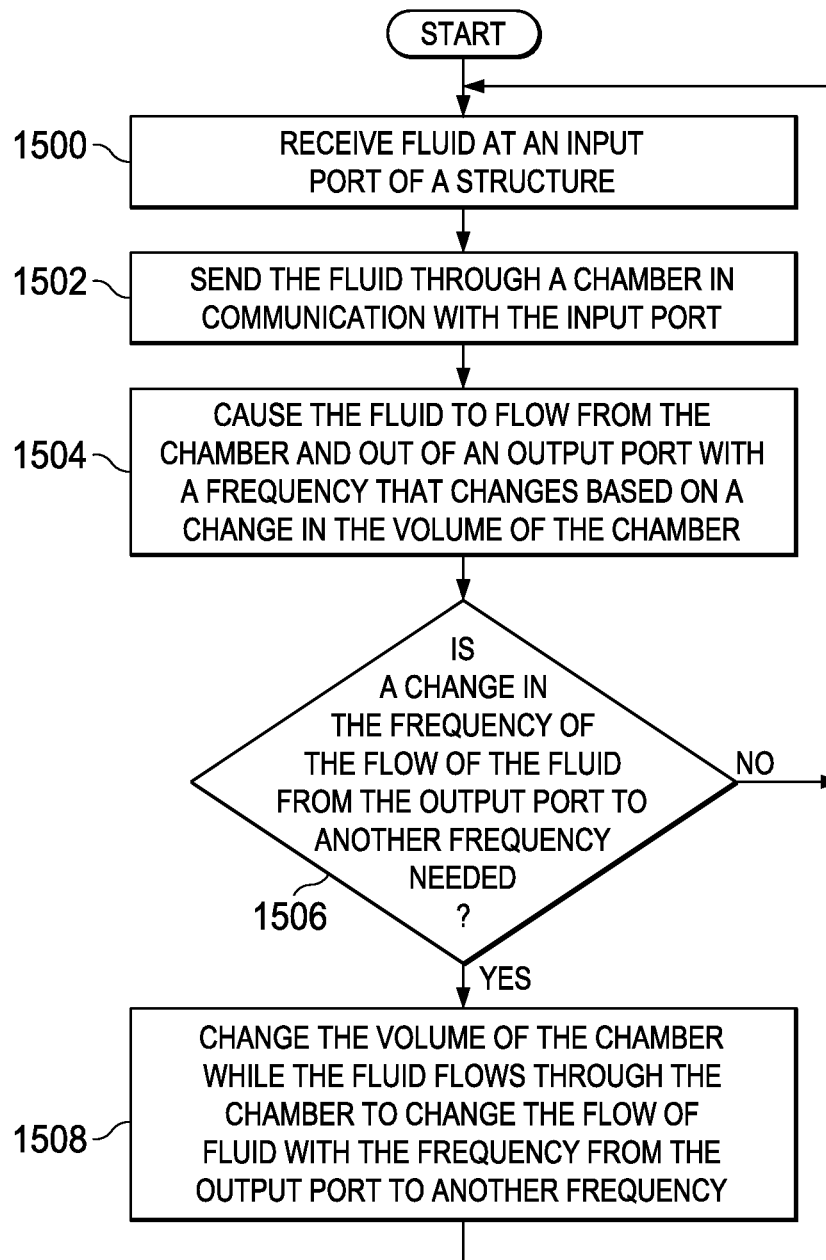 START
1500
RECEIVE FLUID AT AN INPUT
PORT OF A STRUCTURE
1502
SEND THE FLUID THROUGH A CHAMBER IN
COMMUNICATION WITH THE INPUT PORT
1504
CAUSE THE FLUID TO FLOW FROM THE
CHAMBER AND OUT OF AN OUTPUT PORT WITH
A FREQUENCY THAT CHANGES BASED ON A
CHANGE IN THE VOLUME OF THE CHAMBER
IS
A CHANGE IN
THE FREQUENCY OF
THE FLOW OF THE FLUID
FROM THE OUTPUT PORT TO
ANOTHER FREQUENCY
NEEDED
?
NO
1506
YES
1508
CHANGE THE VOLUME OF THE CHAMBER
WHILE THE FLUID FLOWS THROUGH THE
CHAMBER TO CHANGE THE FLOW OF
FLUID WITH THE FREQUENCY FROM THE
OUTPUT PORT TO ANOTHER FREQUENCY